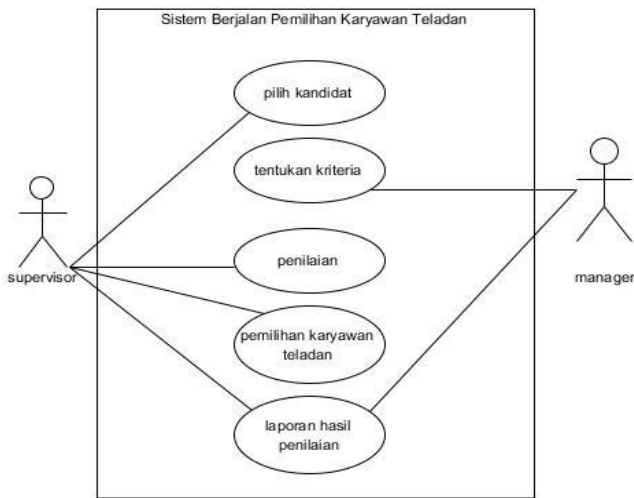 Sistem Berjalan Pemilihan Karyawan Teladan
pilih kandidat
tentukan kriteria
supervisor
penilaian
manager
pemilihan karyawan
teladan
laporan hasil
penilaian